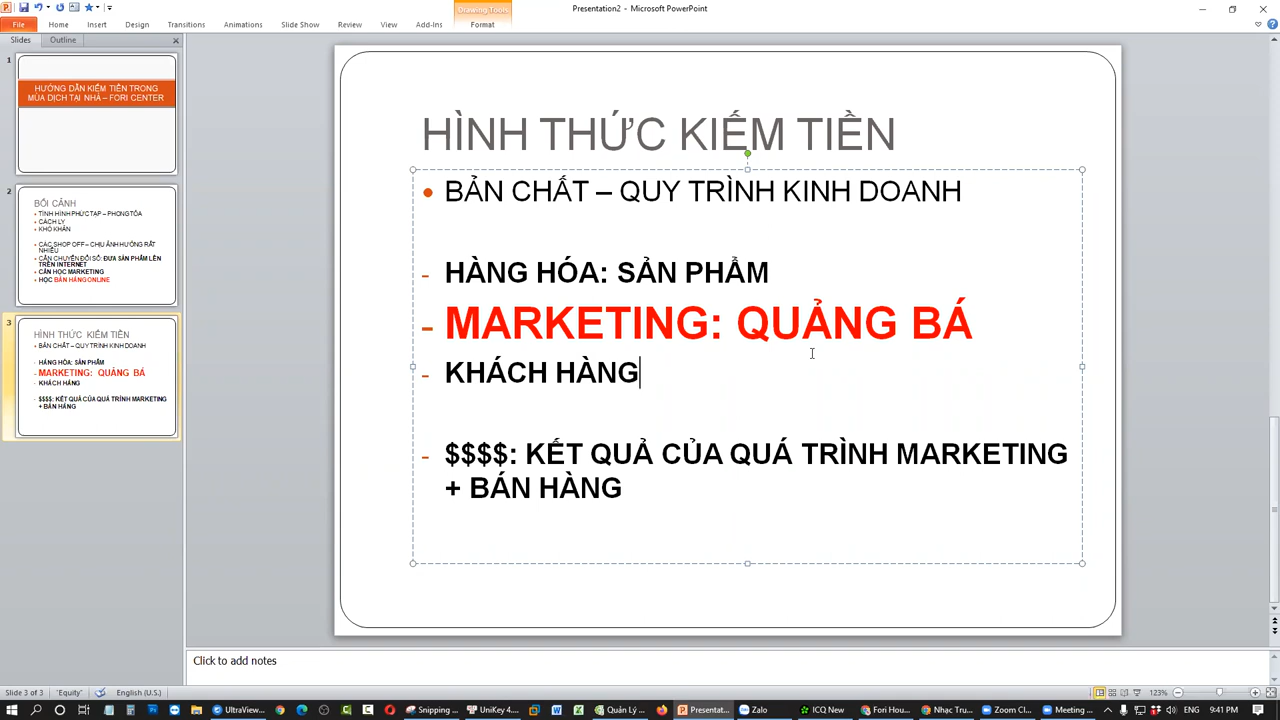 Presentation2 - Microsoft PowerPoint
Drawing Tools
File Home Insert Design Transitions Animations Slide Show Review View Add-Ins Format
Slides Outline
1
HƯỚNG DẪN KIẾM TIỀN TRONG
MÙA DỊCH TẠI NHÀ – FORI CENTER
2
BỐI CẢNH
TÌNH HÌNH PHỨC TẠP – PHONG TỎA
CÁCH LY
KHÓ KHĂN
CÁC SHOP OFF – CHỊU ẢNH HƯỞNG RẤT
NHIỀU
CẦN CHUYỂN ĐỔI SỐ: ĐƯA SẢN PHẨM LÊN
TRÊN INTERNET
CẦN HỌC MARKETING
HỌC BÁN HÀNG ONLINE
3
HÌNH THỨC KIẾM TIỀN
BẢN CHẤT – QUY TRÌNH KINH DOANH
- HÀNG HÓA: SẢN PHẨM
- MARKETING: QUẢNG BÁ
- KHÁCH HÀNG
- $$$$: KẾT QUẢ CỦA QUÁ TRÌNH MARKETING
+ BÁN HÀNG
HÌNH THỨC KIẾM TIỀN
• BẢN CHẤT – QUY TRÌNH KINH DOANH
- HÀNG HÓA: SẢN PHẨM
- MARKETING: QUẢNG BÁ
- KHÁCH HÀNG
- $$$$: KẾT QUẢ CỦA QUÁ TRÌNH MARKETING
+ BÁN HÀNG
Click to add notes
Slide 3 of 3 "Equity" English (U.S.) 123%
UltraView... Snipping ... UniKey 4.... Quản Lý ... Presentat... Zalo ICQ New Fori Hou... Nhạc Tru... Zoom Cl... Meeting ... 9:41 PM